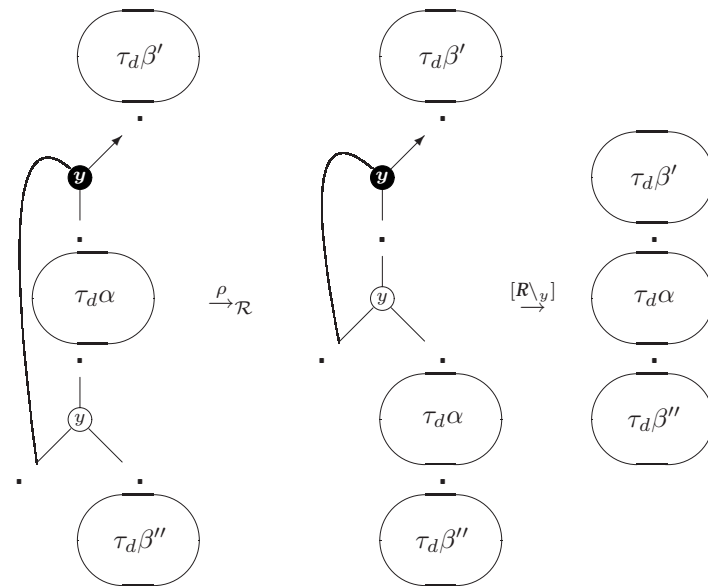 τ_dβ′
y
τ_dα
y
τ_dβ″
ρ
→_ℛ
τ_dβ′
y
y
τ_dα
τ_dβ″
[R\_y]
→
τ_dβ′
τ_dα
τ_dβ″